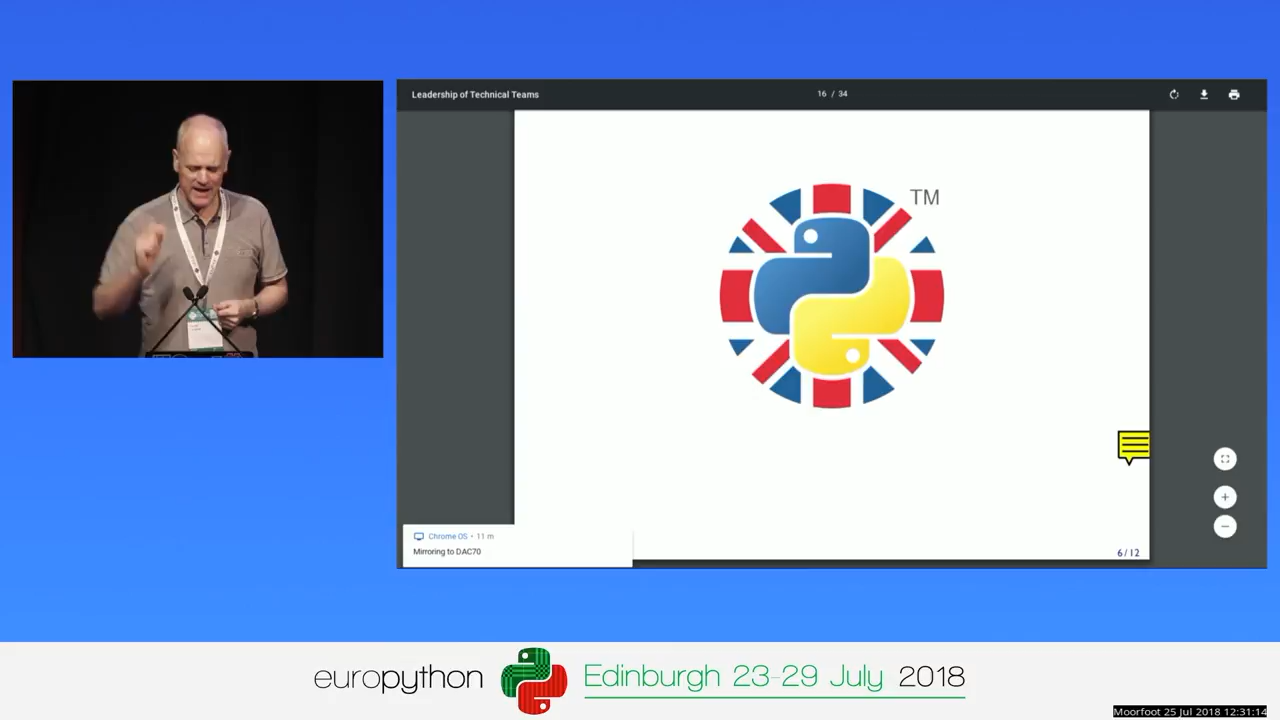 Leadership of Technical Teams
16 / 34
TM
Chrome OS • 11 m
Mirroring to DAC70
6/12
europython
Edinburgh 23-29 July 2018
Moorfoot 25 Jul 2018 12:31:14